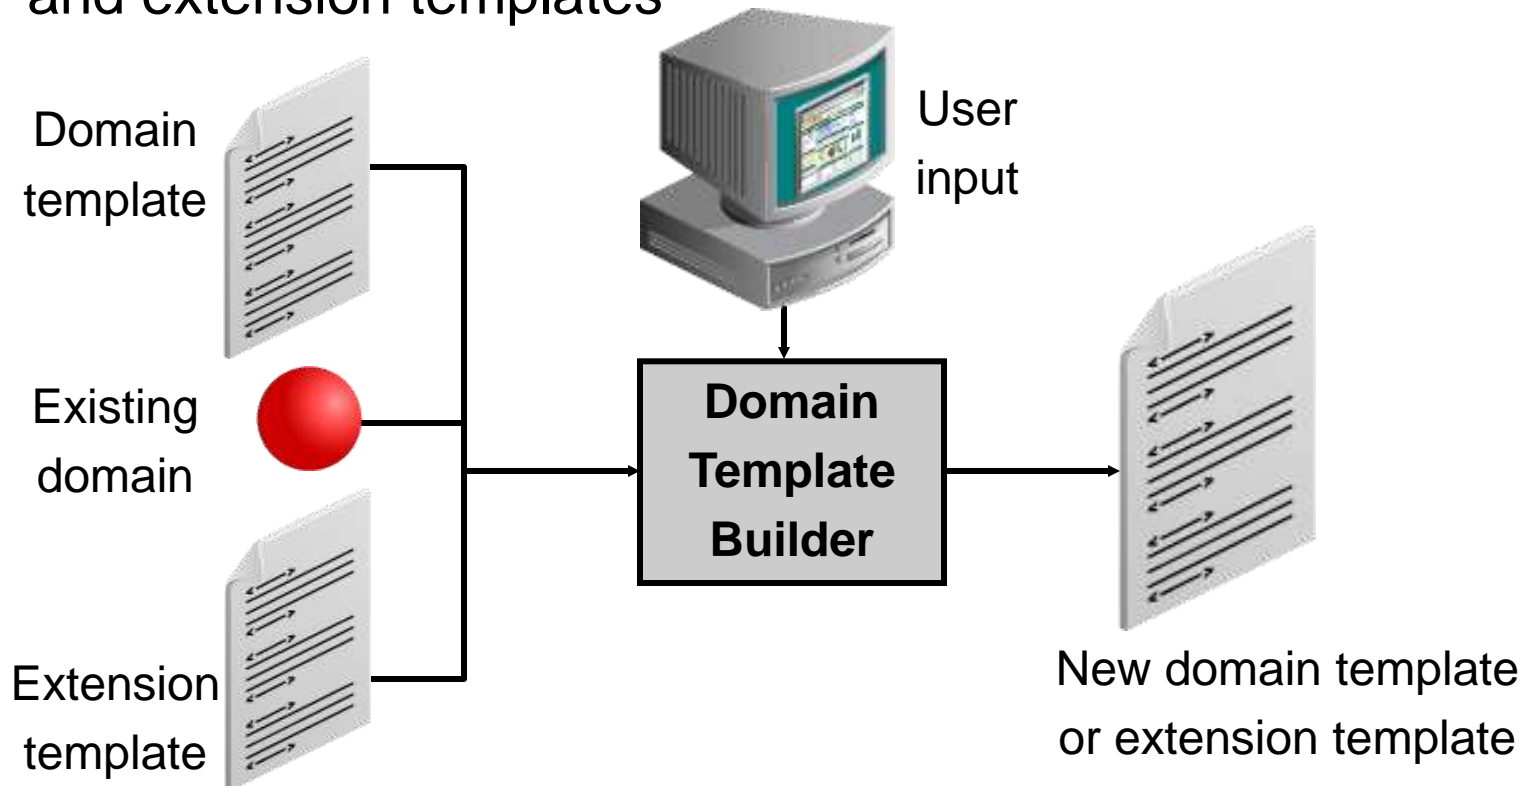 and extension templates
Domain
template
User
input
Existing
domain
Domain
Template
Builder
Extension
template
New domain template
or extension template